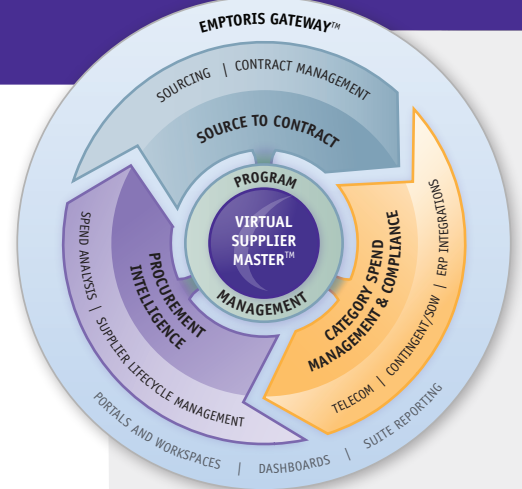 EMPTORIS GATEWAY™
SOURCING | CONTRACT MANAGEMENT
SOURCE TO CONTRACT
PROGRAM
MANAGEMENT
VIRTUAL
SUPPLIER
MASTER™
CATEGORY SPEND
MANAGEMENT & COMPLIANCE
TELECOM | CONTINGENT/SOW | ERP INTEGRATIONS
PROCUREMENT
INTELLIGENCE
SPEND ANALYSIS | SUPPLIER LIFECYCLE MANAGEMENT
PORTALS AND WORKSPACES | DASHBOARDS | SUITE REPORTING